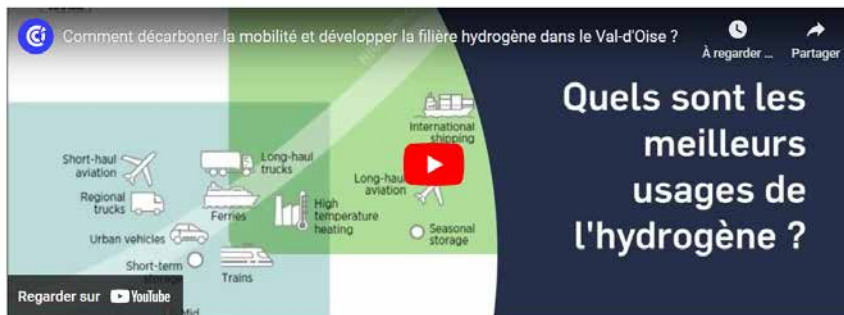 Comment décarboner la mobilité et développer la filière hydrogène dans le Val-d'Oise ?
À regarder ...
Partager
Quels sont les
meilleurs
usages de
l'hydrogène ?
International
shipping
Short-haul
aviation
Long-haul
trucks
Long-haul
aviation
Regional
trucks
Ferries
High
temperature
heating
Urban vehicles
Seasonal
storage
Short-term
Trains
Regarder sur YouTube
Mid